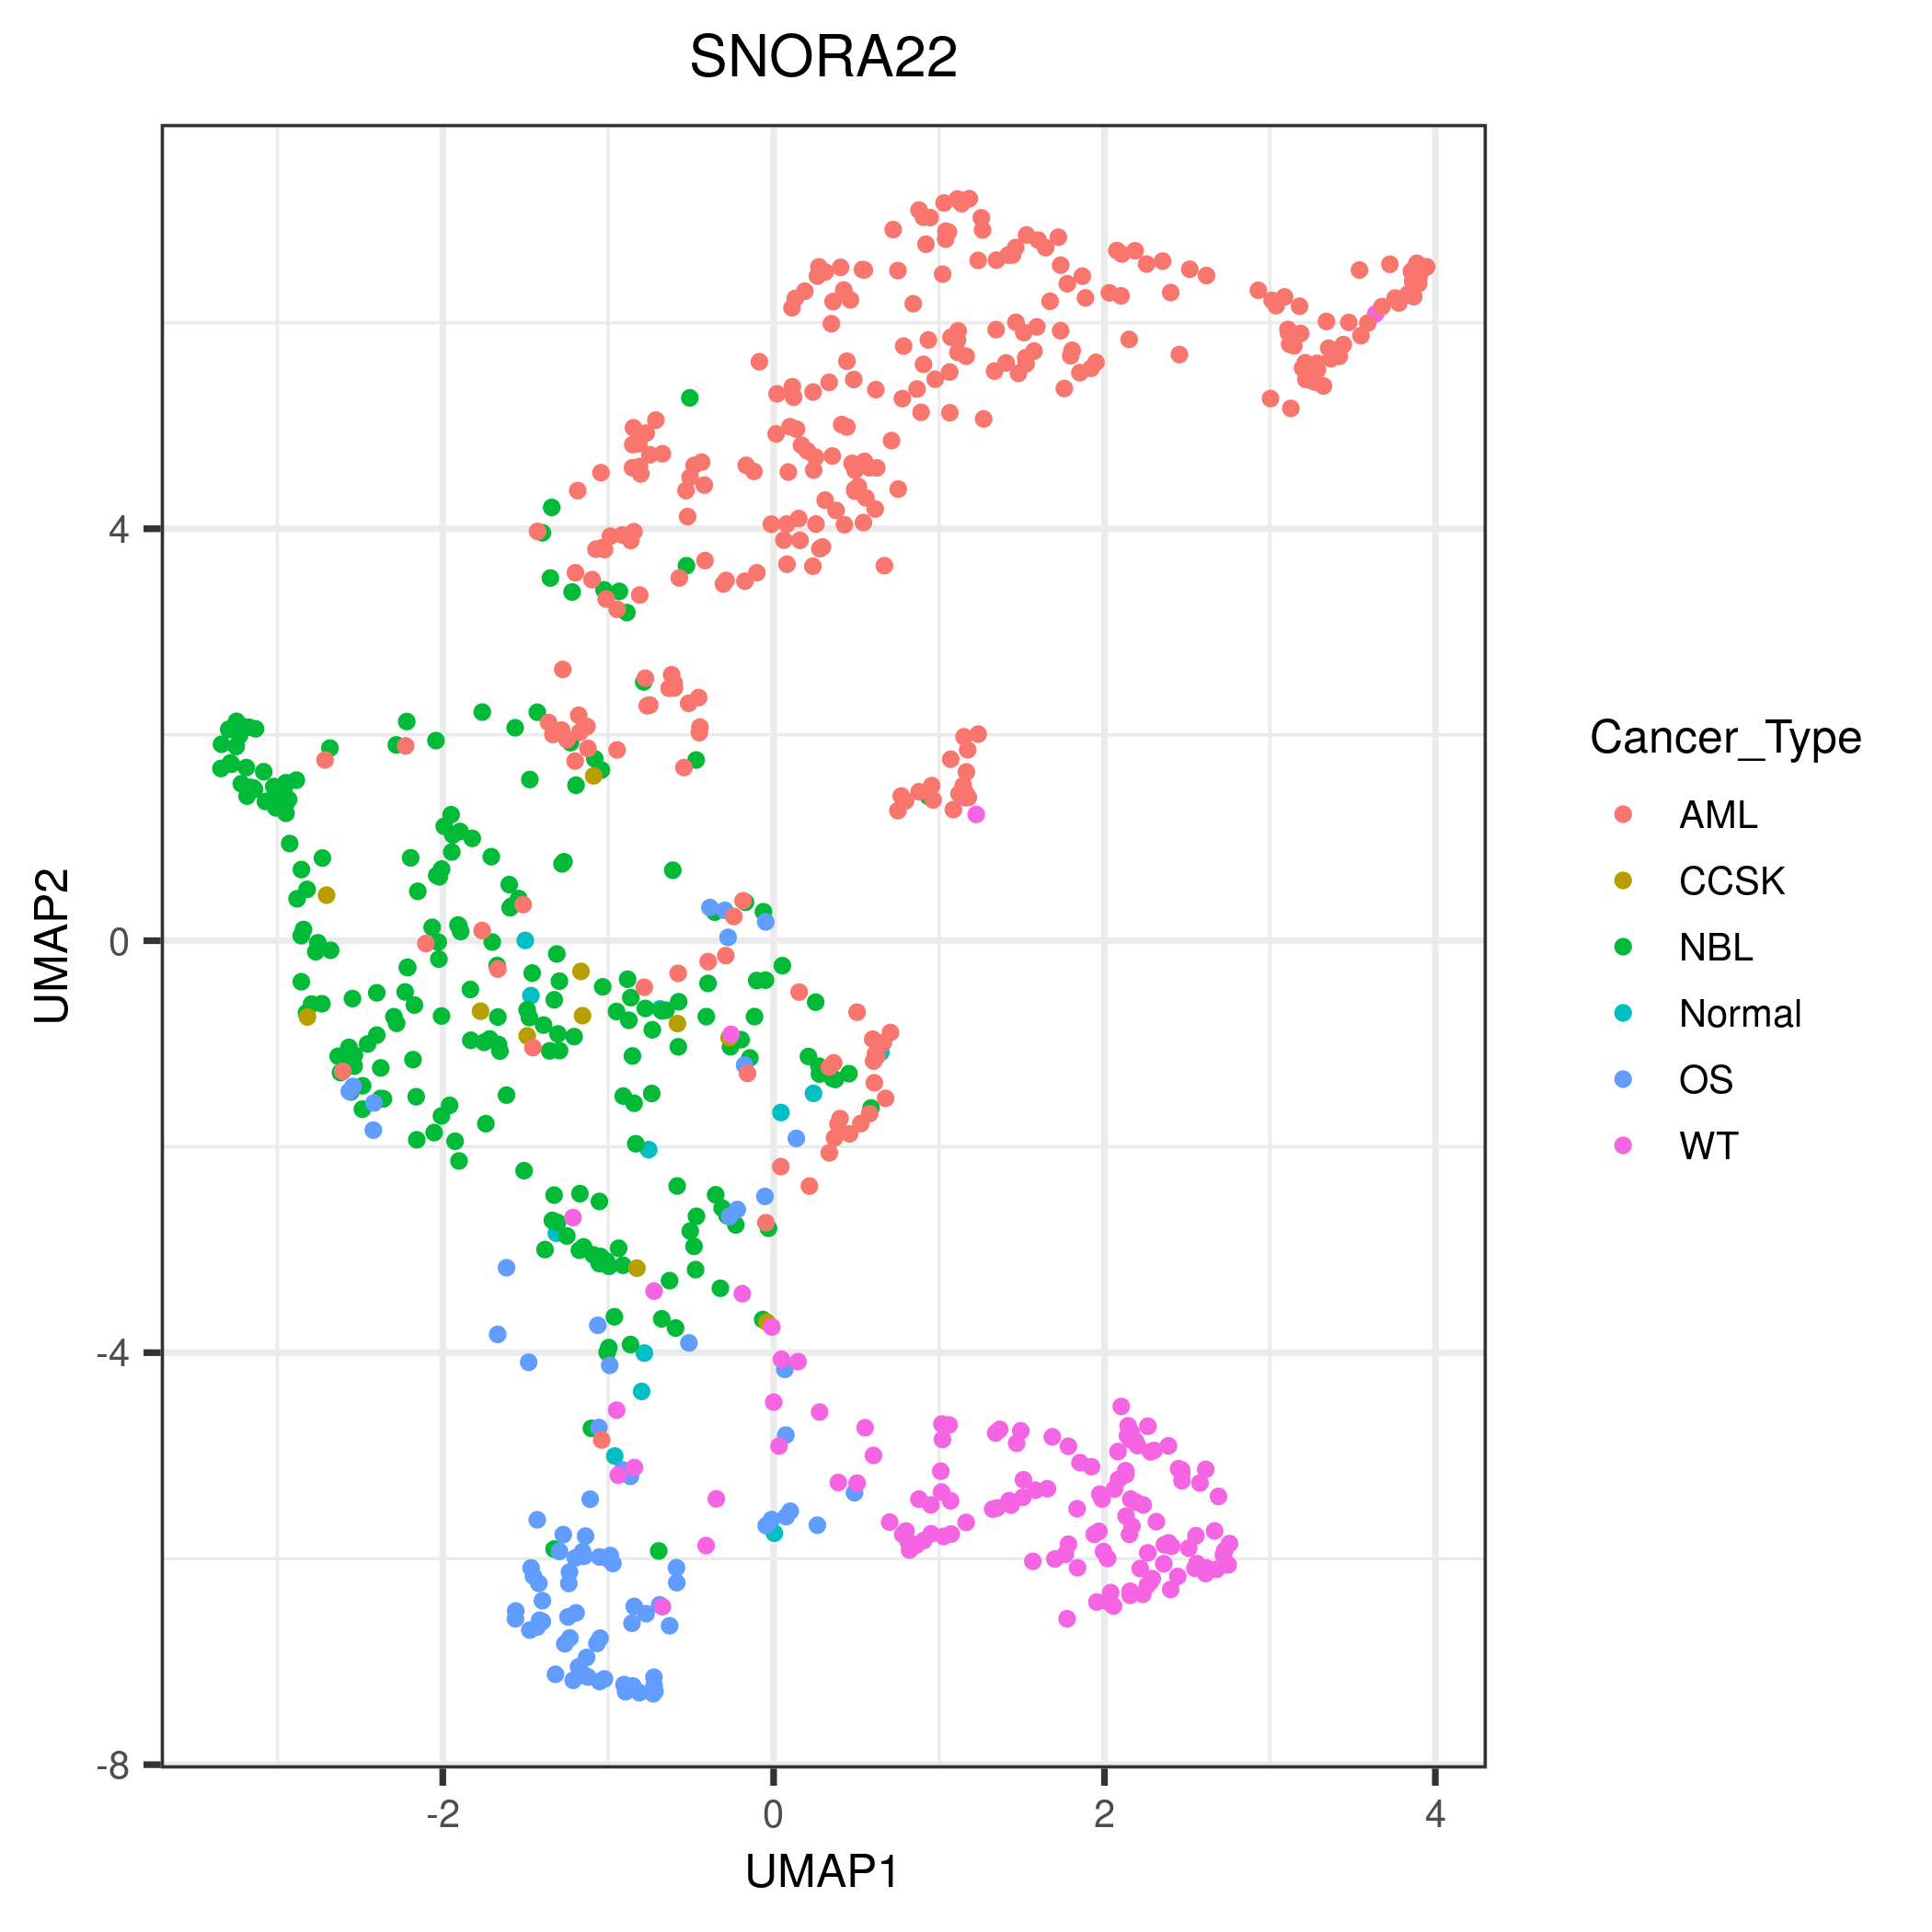 SNORA22
UMAP2
4
0
-4
-8
-2
0
2
4
UMAP1
Cancer_Type
AML
CCSK
NBL
Normal
OS
WT